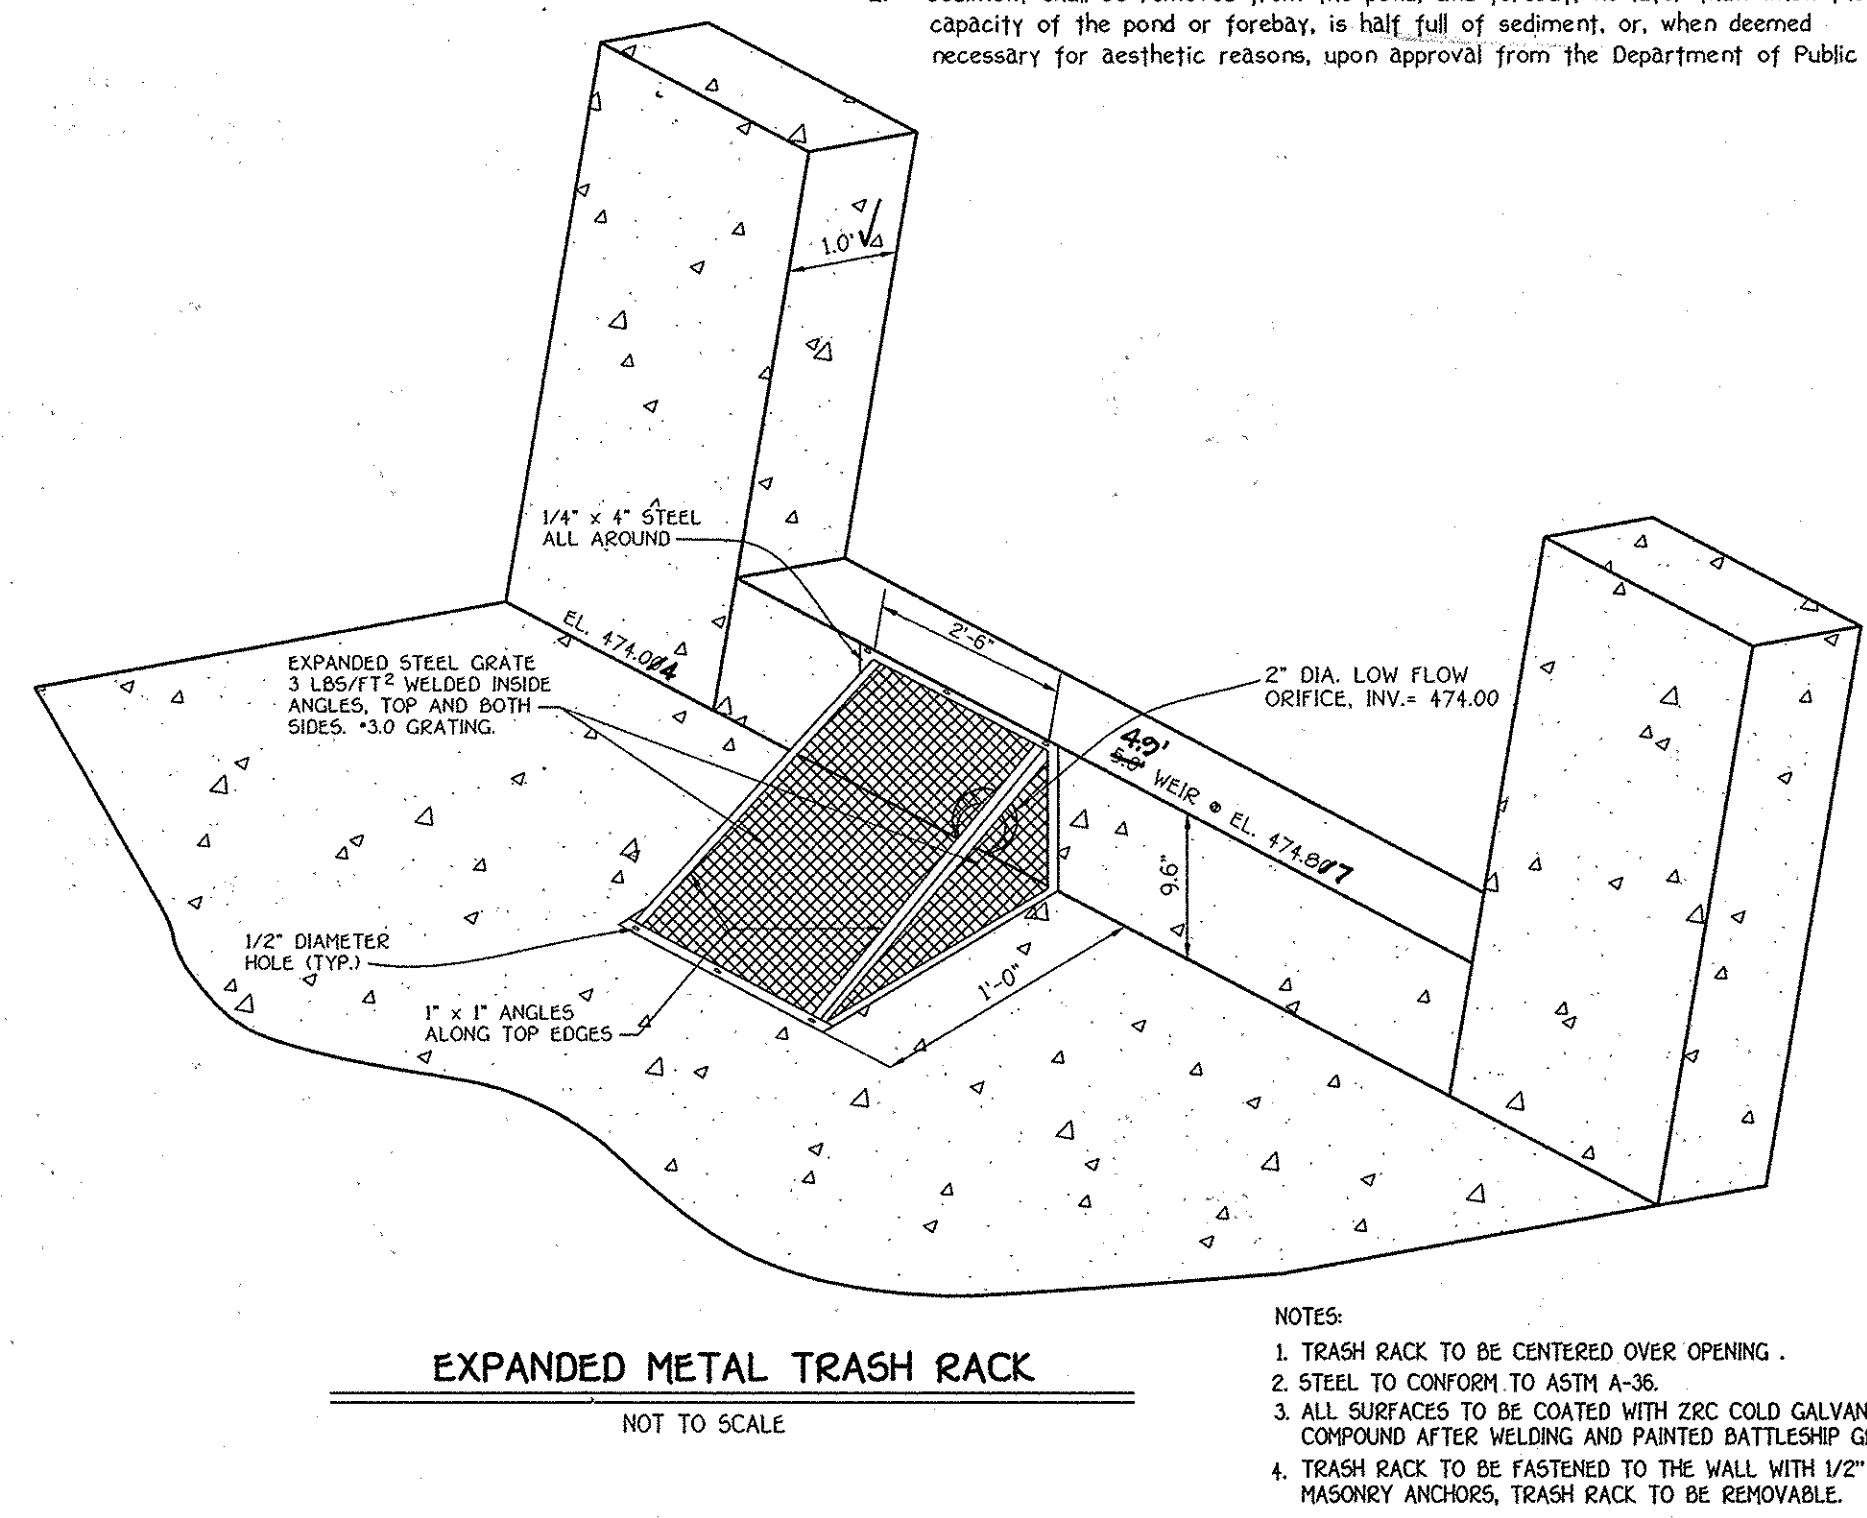 capacity of the pond or forebay, is half full of sediment, or, when deemed
necessary for aesthetic reasons, upon approval from the Department of Public
1.0'
1/4" x 4" STEEL
ALL AROUND
EL. 474.00
14
EXPANDED STEEL GRATE
3 LBS/FT² WELDED INSIDE
ANGLES, TOP AND BOTH
SIDES. *3.0 GRATING.
2'-6"
2" DIA. LOW FLOW
ORIFICE, INV.= 474.00
4.9'
5.0' WEIR @ EL. 474.80
17
9.6"
1/2" DIAMETER
HOLE (TYP.)
1'-0"
1" x 1" ANGLES
ALONG TOP EDGES
EXPANDED METAL TRASH RACK
NOT TO SCALE
NOTES:
1. TRASH RACK TO BE CENTERED OVER OPENING .
2. STEEL TO CONFORM TO ASTM A-36.
3. ALL SURFACES TO BE COATED WITH ZRC COLD GALVAN
COMPOUND AFTER WELDING AND PAINTED BATTLESHIP
4. TRASH RACK TO BE FASTENED TO THE WALL WITH 1/2"
MASONRY ANCHORS, TRASH RACK TO BE REMOVABLE.